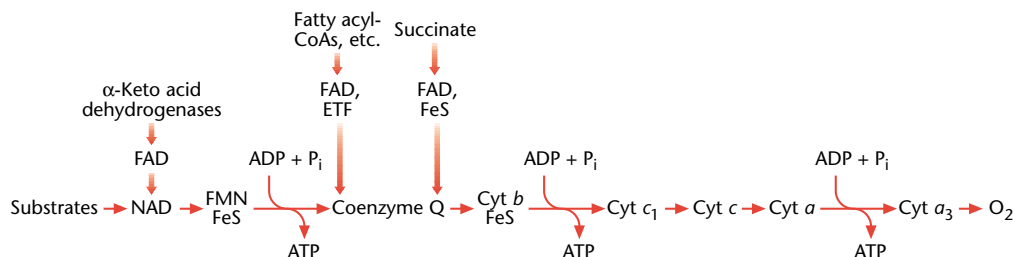 Fatty acyl-
CoAs, etc.
Succinate
α-Keto acid
dehydrogenases
FAD,
ETF
FAD,
FeS
FAD
ADP + Pi
ADP + Pi
ADP + Pi
Substrates
NAD
FMN
FeS
Coenzyme Q
Cyt b
FeS
Cyt c1
Cyt c
Cyt a
Cyt a3
O2
ATP
ATP
ATP